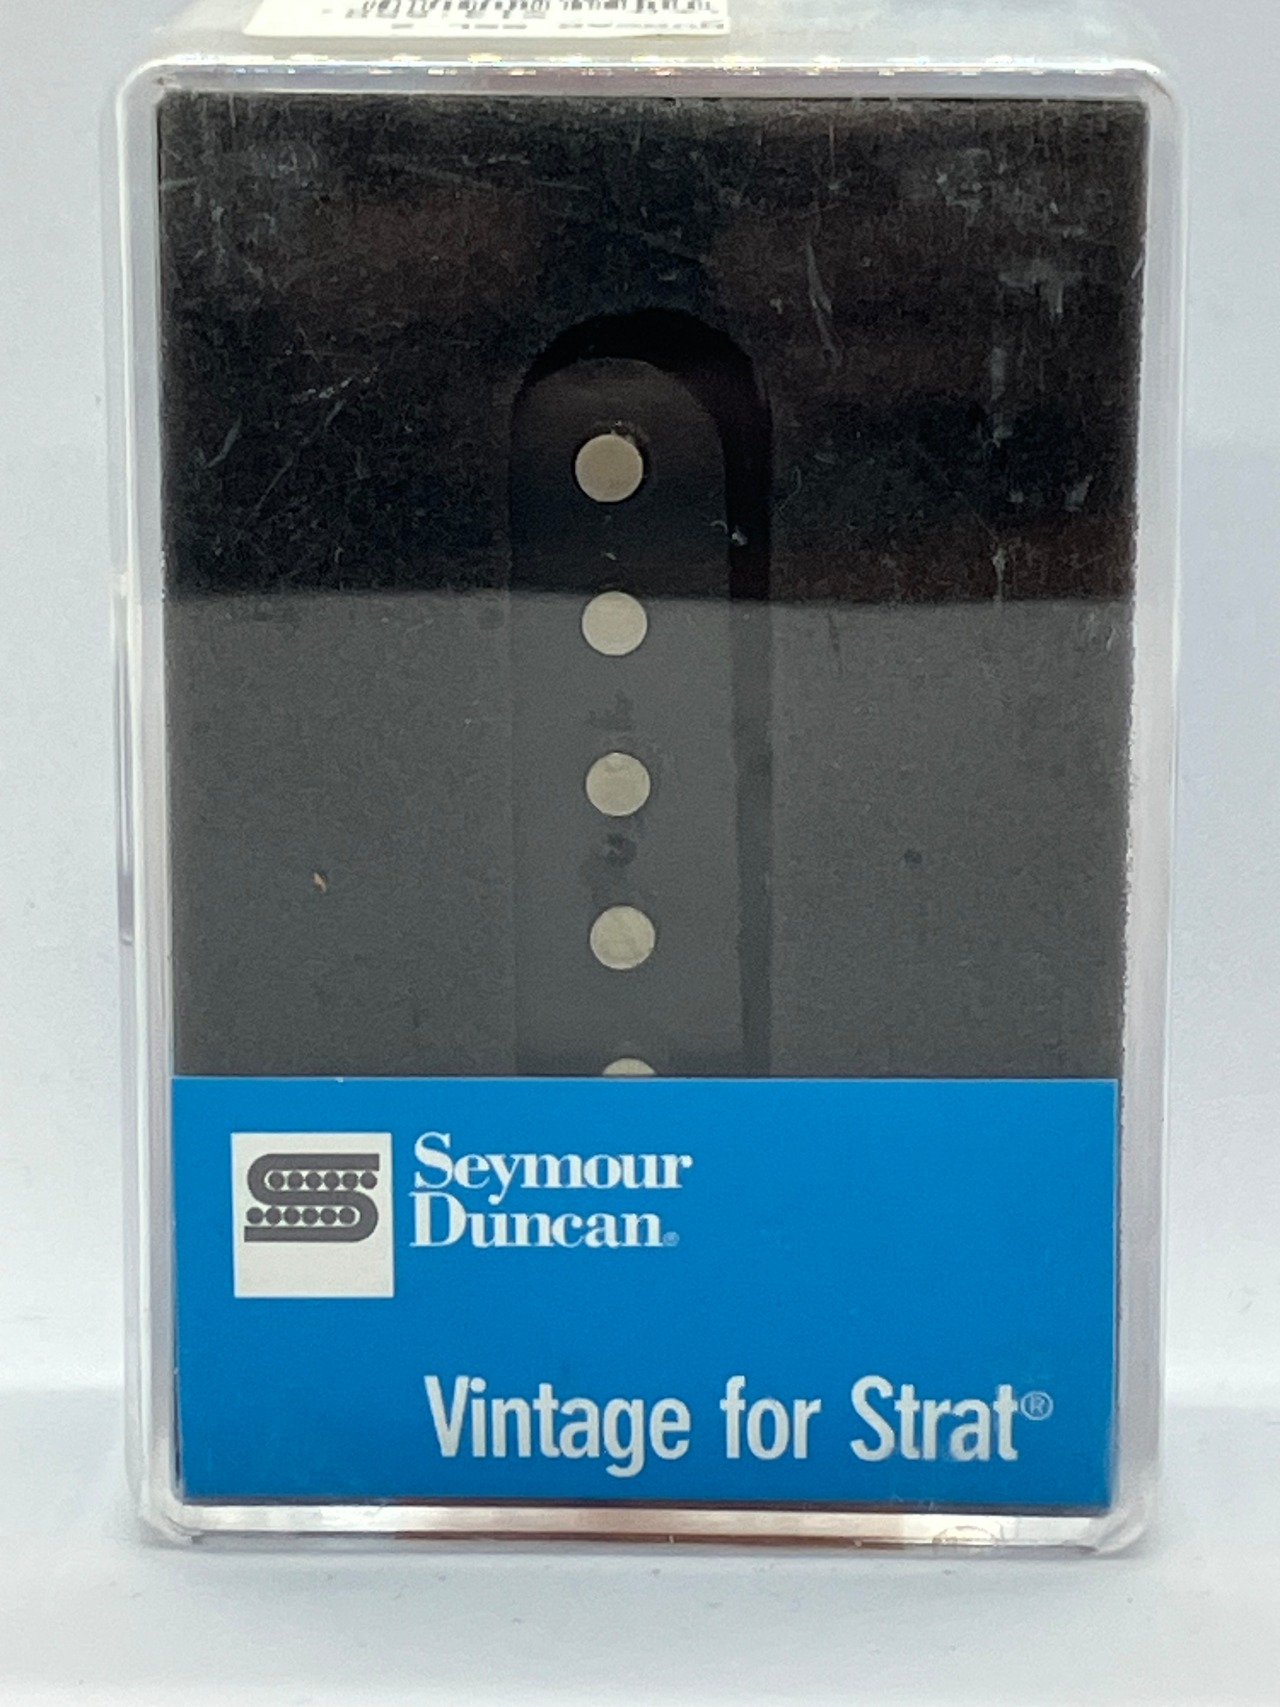 Seymour
Duncan®
Vintage for Strat®